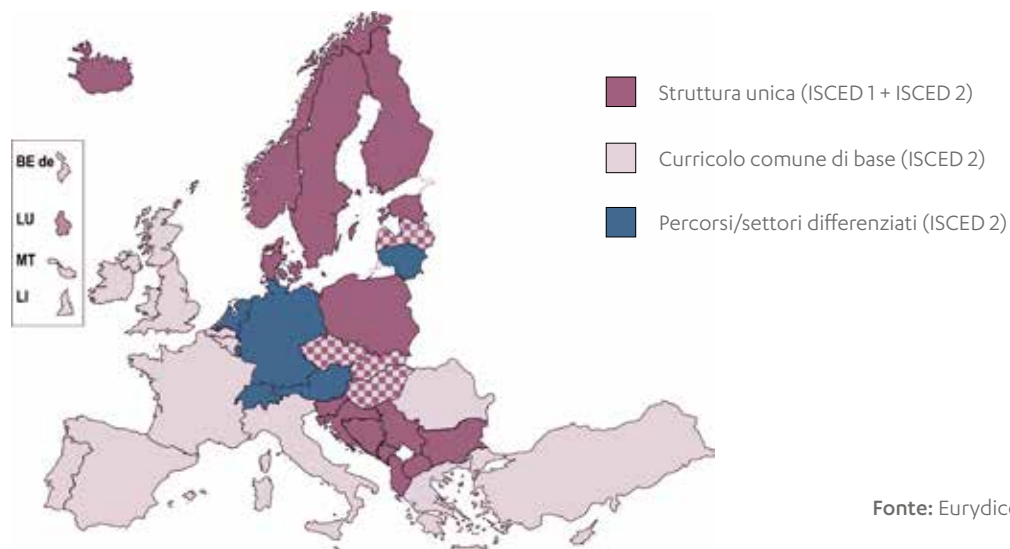 Struttura unica (ISCED 1 + ISCED 2)
Curricolo comune di base (ISCED 2)
Percorsi/settori differenziati (ISCED 2)
BE de
LU
MT
LI
Fonte: Eurydice